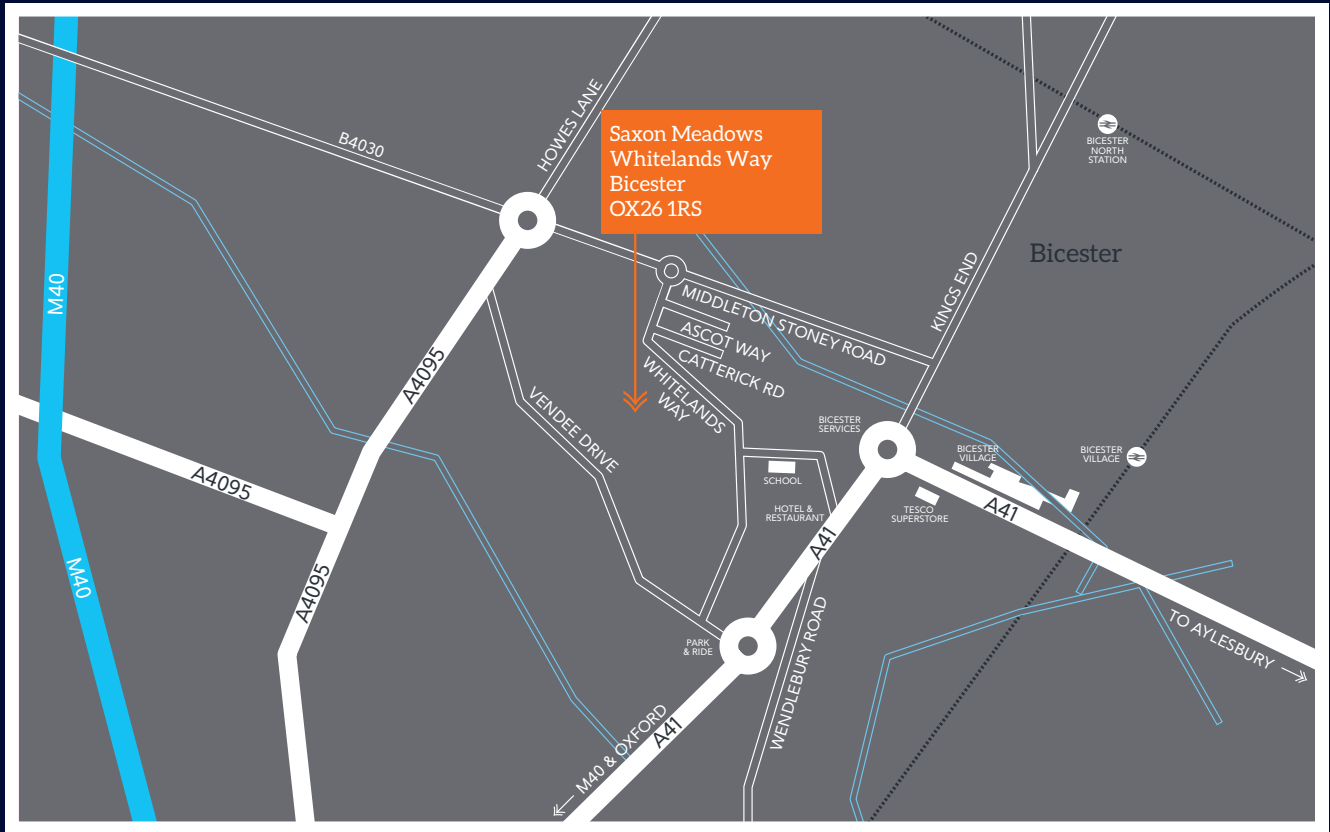 B4030
HOWES LANE
Saxon Meadows
Whitelands Way
Bicester
OX26 1RS
BICESTER
NORTH
STATION
Bicester
M40
KINGS END
MIDDLETON STONEY ROAD
ASCOT WAY
CATTERICK RD
WHITELANDS
WAY
A4095
VENDEE DRIVE
BICESTER
SERVICES
BICESTER
VILLAGE
BICESTER
VILLAGE
A4095
SCHOOL
HOTEL &
RESTAURANT
TESCO
SUPERSTORE
A41
A41
M40
A4095
PARK
& RIDE
WENDLEBURY ROAD
TO AYLESBURY
M40 & OXFORD
A41